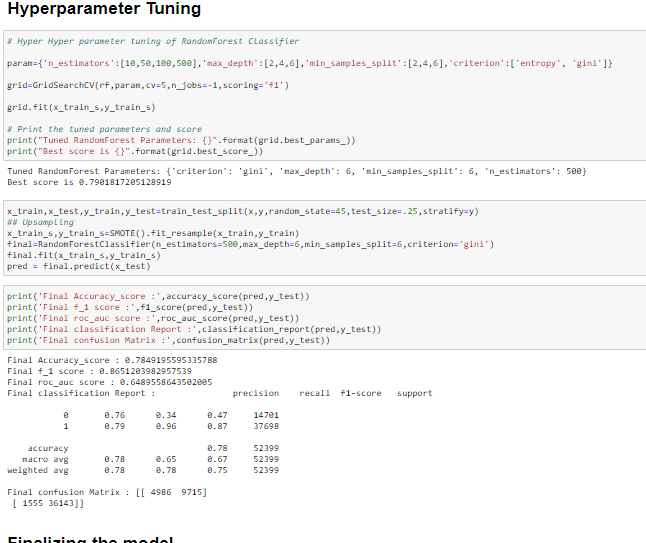 Hyperparameter Tuning
# Hyper Hyper parameter tuning of RandomForest Classifier
param={'n_estimators':[10,50,100,500],'max_depth':[2,4,6],'min_samples_split':[2,4,6],'criterion':['entropy', 'gini']}
grid=GridSearchCV(rf,param,cv=5,n_jobs=-1,scoring='f1')
grid.fit(x_train_s,y_train_s)
# Print the tuned parameters and score
print("Tuned RandomForest Parameters: {}".format(grid.best_params_))
print("Best score is {}".format(grid.best_score_))
Tuned RandomForest Parameters: {'criterion': 'gini', 'max_depth': 6, 'min_samples_split': 6, 'n_estimators': 500}
Best score is 0.7901817205128919
x_train,x_test,y_train,y_test=train_test_split(x,y,random_state=45,test_size=.25,stratify=y)
## Upsampling
x_train_s,y_train_s=SMOTE().fit_resample(x_train,y_train)
final=RandomForestClassifier(n_estimators=500,max_depth=6,min_samples_split=6,criterion='gini')
final.fit(x_train_s,y_train_s)
pred = final.predict(x_test)
print('Final Accuracy_score :',accuracy_score(pred,y_test))
print('Final f_1 score :',f1_score(pred,y_test))
print('Final roc_auc score :',roc_auc_score(pred,y_test))
print('Final classification Report :',classification_report(pred,y_test))
print('Final confusion Matrix :',confusion_matrix(pred,y_test))
Final Accuracy_score : 0.7849195595335788
Final f_1 score : 0.8651203982957539
Final roc_auc score : 0.6489558643502005
Final classification Report : precision recall f1-score support
0 0.76 0.34 0.47 14701
1 0.79 0.96 0.87 37698
accuracy 0.78 52399
macro avg 0.78 0.65 0.67 52399
weighted avg 0.78 0.78 0.75 52399
Final confusion Matrix : [[ 4986 9715]
[ 1555 36143]]
Finalizing the model